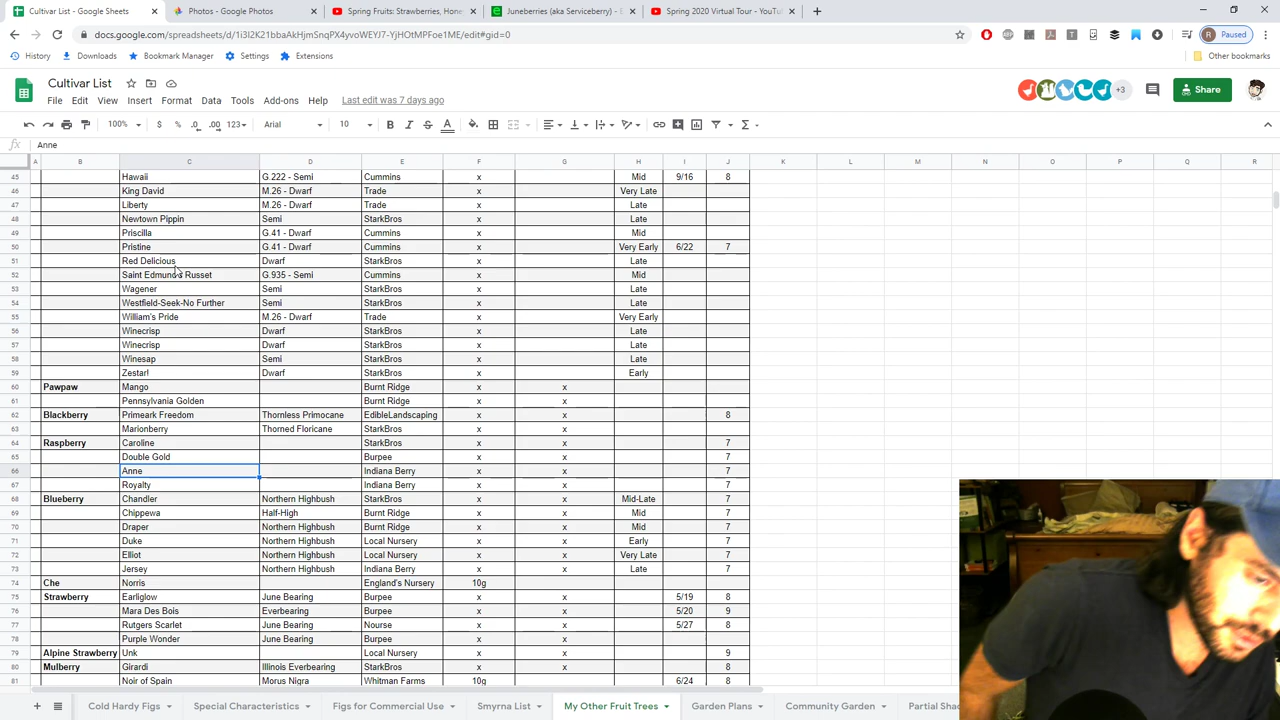 Cultivar List - Google Sheets
Photos - Google Photos
Spring Fruits: Strawberries, Hone
Juneberries (aka Serviceberry) - E
Spring 2020 Virtual Tour - YouTu
docs.google.com/spreadsheets/d/1i3I2K21bbaAkHjmSnqPX4yvoWEYJ7-YjHOtMPFoe1ME/edit#gid=0
R Paused
History Downloads Bookmark Manager Settings Extensions Other bookmarks
Cultivar List
File Edit View Insert Format Data Tools Add-ons Help Last edit was 7 days ago +3 Share
100% $ % .0 .00 123 Arial 10 B I S A
fx Anne
A B C D E F G H I J K L M N O P Q R
45 Hawaii G.222 - Semi Cummins x Mid 9/16 8
46 King David M.26 - Dwarf Trade x Very Late
47 Liberty M.26 - Dwarf Trade x Late
48 Newtown Pippin Semi StarkBros x Late
49 Priscilla G.41 - Dwarf Cummins x Mid
50 Pristine G.41 - Dwarf Cummins x Very Early 6/22 7
51 Red Delicious Dwarf StarkBros x Late
52 Saint Edmund's Russet G.935 - Semi Cummins x Mid
53 Wagener Semi StarkBros x Late
54 Westfield-Seek-No Further Semi StarkBros x Late
55 William's Pride M.26 - Dwarf Trade x Very Early
56 Winecrisp Dwarf StarkBros x Late
57 Winecrisp Dwarf StarkBros x Late
58 Winesap Semi StarkBros x Late
59 Zestar! Dwarf StarkBros x Early
60 Pawpaw Mango Burnt Ridge x x
61 Pennsylvania Golden Burnt Ridge x x
62 Blackberry Primeark Freedom Thornless Primocane EdibleLandscaping x x 8
63 Marionberry Thorned Floricane StarkBros x x
64 Raspberry Caroline StarkBros x x 7
65 Double Gold Burpee x x 7
66 Anne Indiana Berry x x 7
67 Royalty Indiana Berry x x 7
68 Blueberry Chandler Northern Highbush StarkBros x x Mid-Late 7
69 Chippewa Half-High Burnt Ridge x x Mid 7
70 Draper Northern Highbush Burnt Ridge x x Mid 7
71 Duke Northern Highbush Local Nursery x x Early 7
72 Elliot Northern Highbush Local Nursery x x Very Late 7
73 Jersey Northern Highbush Indiana Berry x x Late 7
74 Che Norris England's Nursery 10g
75 Strawberry Earliglow June Bearing Burpee x x 5/19 8
76 Mara Des Bois Everbearing Burpee x x 5/20 9
77 Rutgers Scarlet June Bearing Nourse x x 5/27 8
78 Purple Wonder June Bearing Burpee x x
79 Alpine Strawberry Unk Local Nursery x x 9
80 Mulberry Girardi Illinois Everbearing StarkBros x x 8
81 Noir of Spain Morus Nigra Whitman Farms 10g 6/24 8
Cold Hardy Figs Special Characteristics Figs for Commercial Use Smyrna List My Other Fruit Trees Garden Plans Community Garden Partial Shad